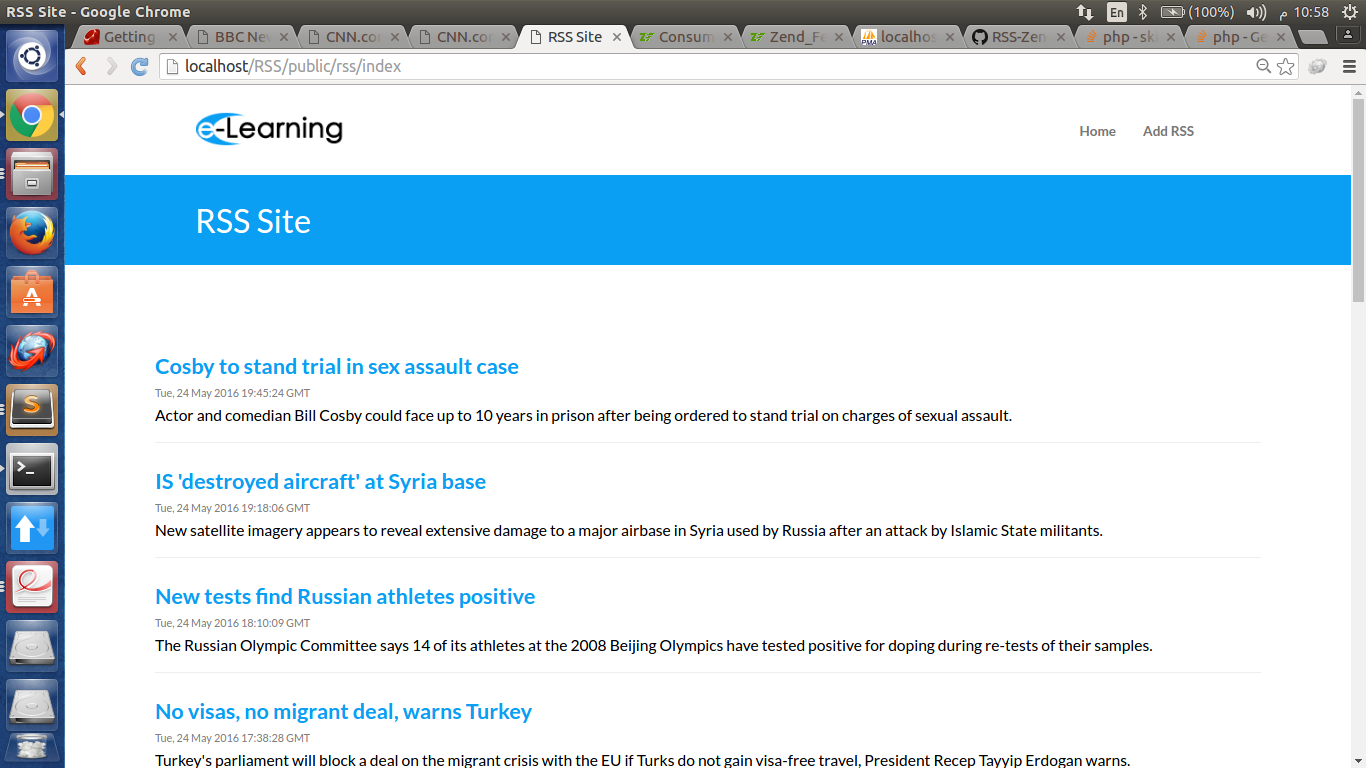 RSS Site - Google Chrome
En (100%) م 10:58
Getting BBC Ne CNN.co CNN.co RSS Site Consum Zend_Fe localhos RSS-Zen php - sk php - Ge
localhost/RSS/public/rss/index
e-Learning
Home Add RSS
RSS Site
Cosby to stand trial in sex assault case
Tue, 24 May 2016 19:45:24 GMT
Actor and comedian Bill Cosby could face up to 10 years in prison after being ordered to stand trial on charges of sexual assault.
IS 'destroyed aircraft' at Syria base
Tue, 24 May 2016 19:18:06 GMT
New satellite imagery appears to reveal extensive damage to a major airbase in Syria used by Russia after an attack by Islamic State militants.
New tests find Russian athletes positive
Tue, 24 May 2016 18:10:09 GMT
The Russian Olympic Committee says 14 of its athletes at the 2008 Beijing Olympics have tested positive for doping during re-tests of their samples.
No visas, no migrant deal, warns Turkey
Tue, 24 May 2016 17:38:28 GMT
Turkey's parliament will block a deal on the migrant crisis with the EU if Turks do not gain visa-free travel, President Recep Tayyip Erdogan warns.